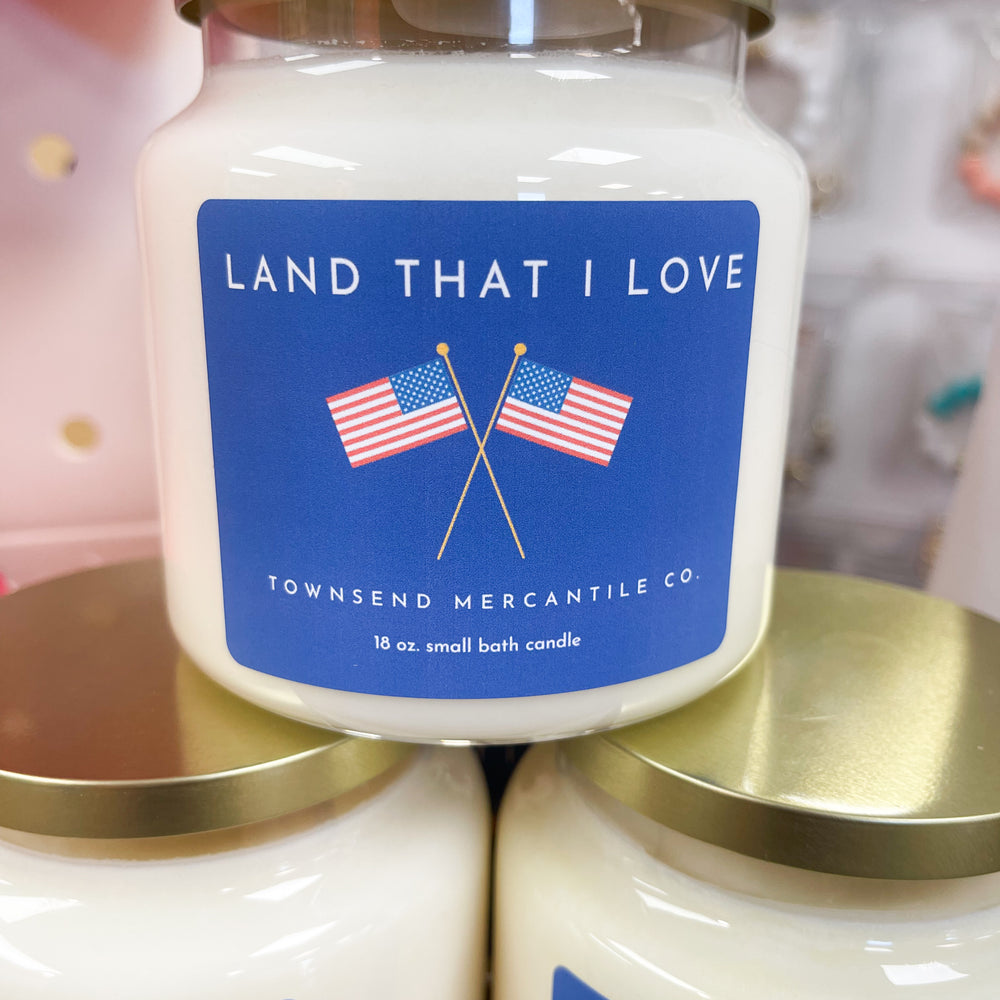 LAND THAT I LOVE
TOWNSEND MERCANTILE CO.
18 oz. small bath candle